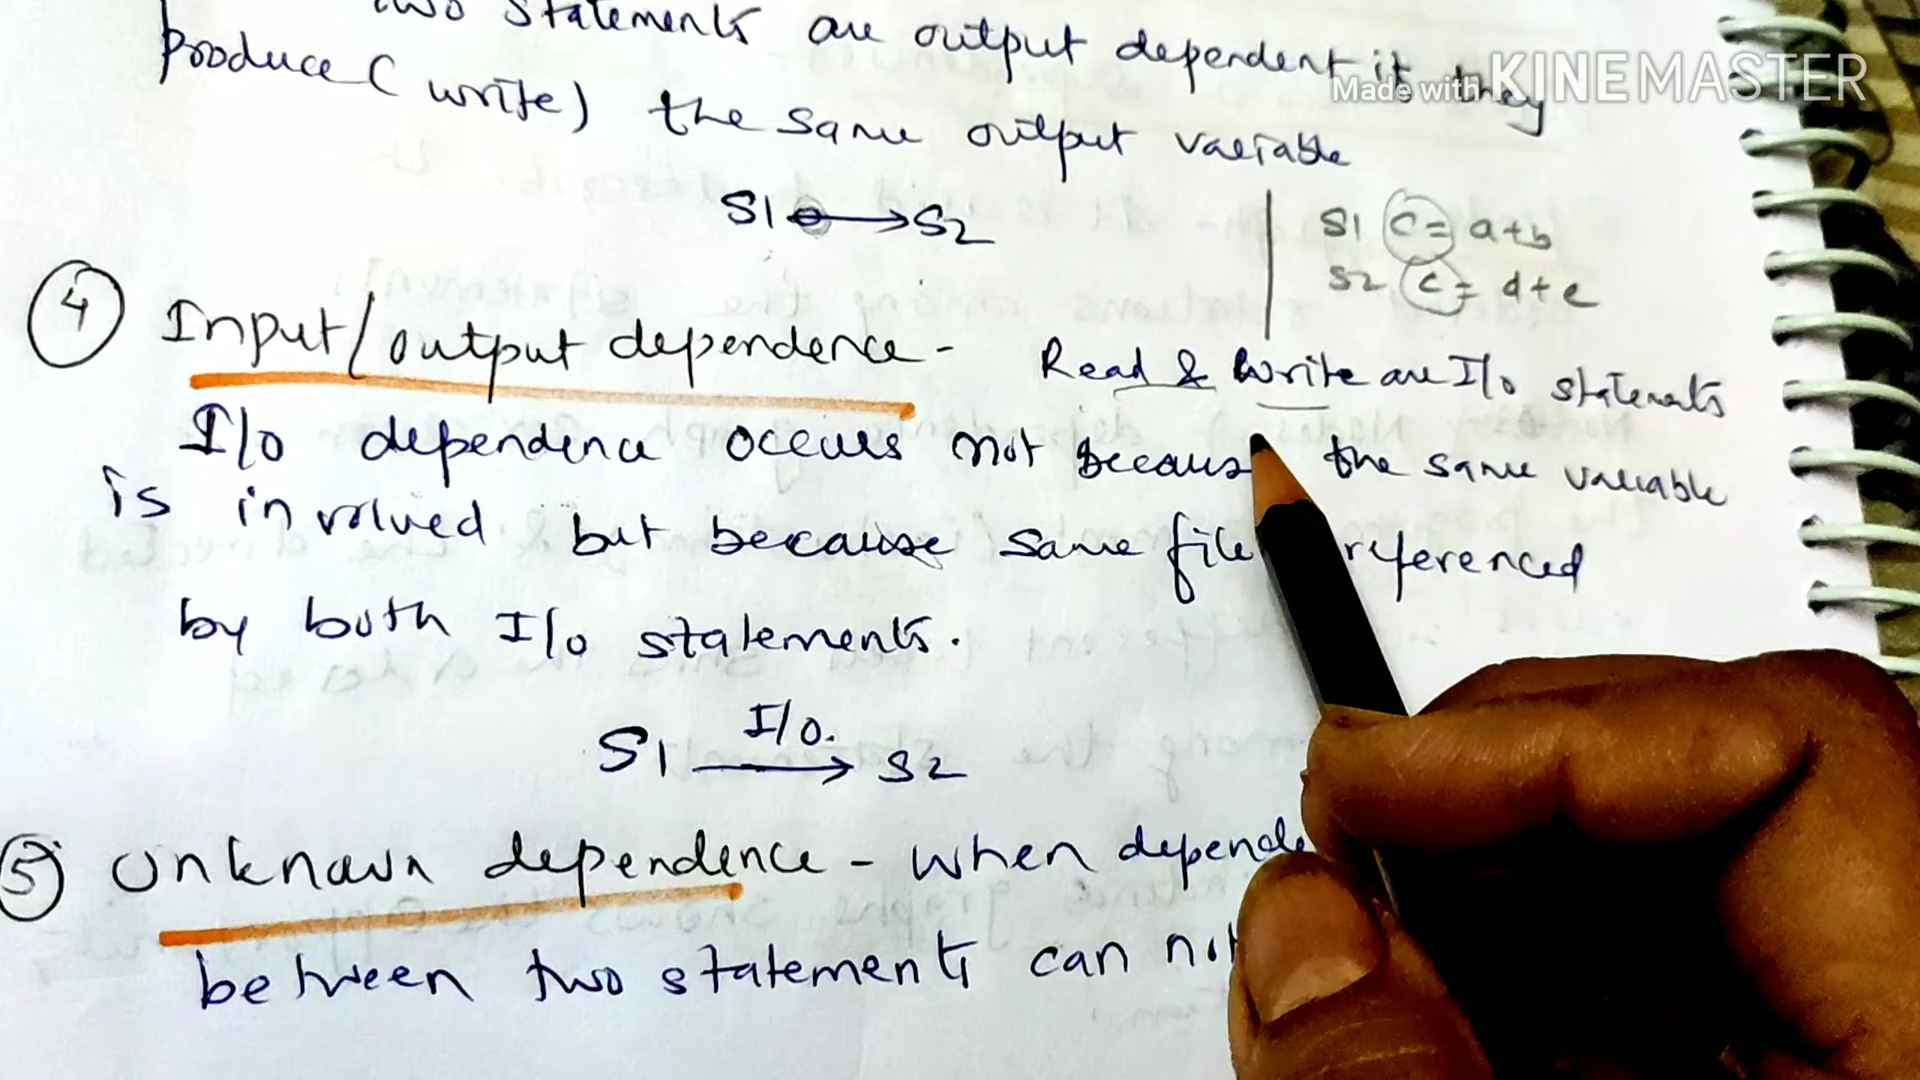 two statements are output dependent if they
produce (write) the same output variable
S1 → S2
S1 C = a+b
S2 C = d+e
④ Input/output dependence -
Read & Write are I/o statements
I/o dependence occurs not because the same variable
is involved but because same file referenced
by both I/o statements.
S1 I/O. → S2
⑤ Unknown dependence - when depende
between two statements can not
Made with KINEMASTER